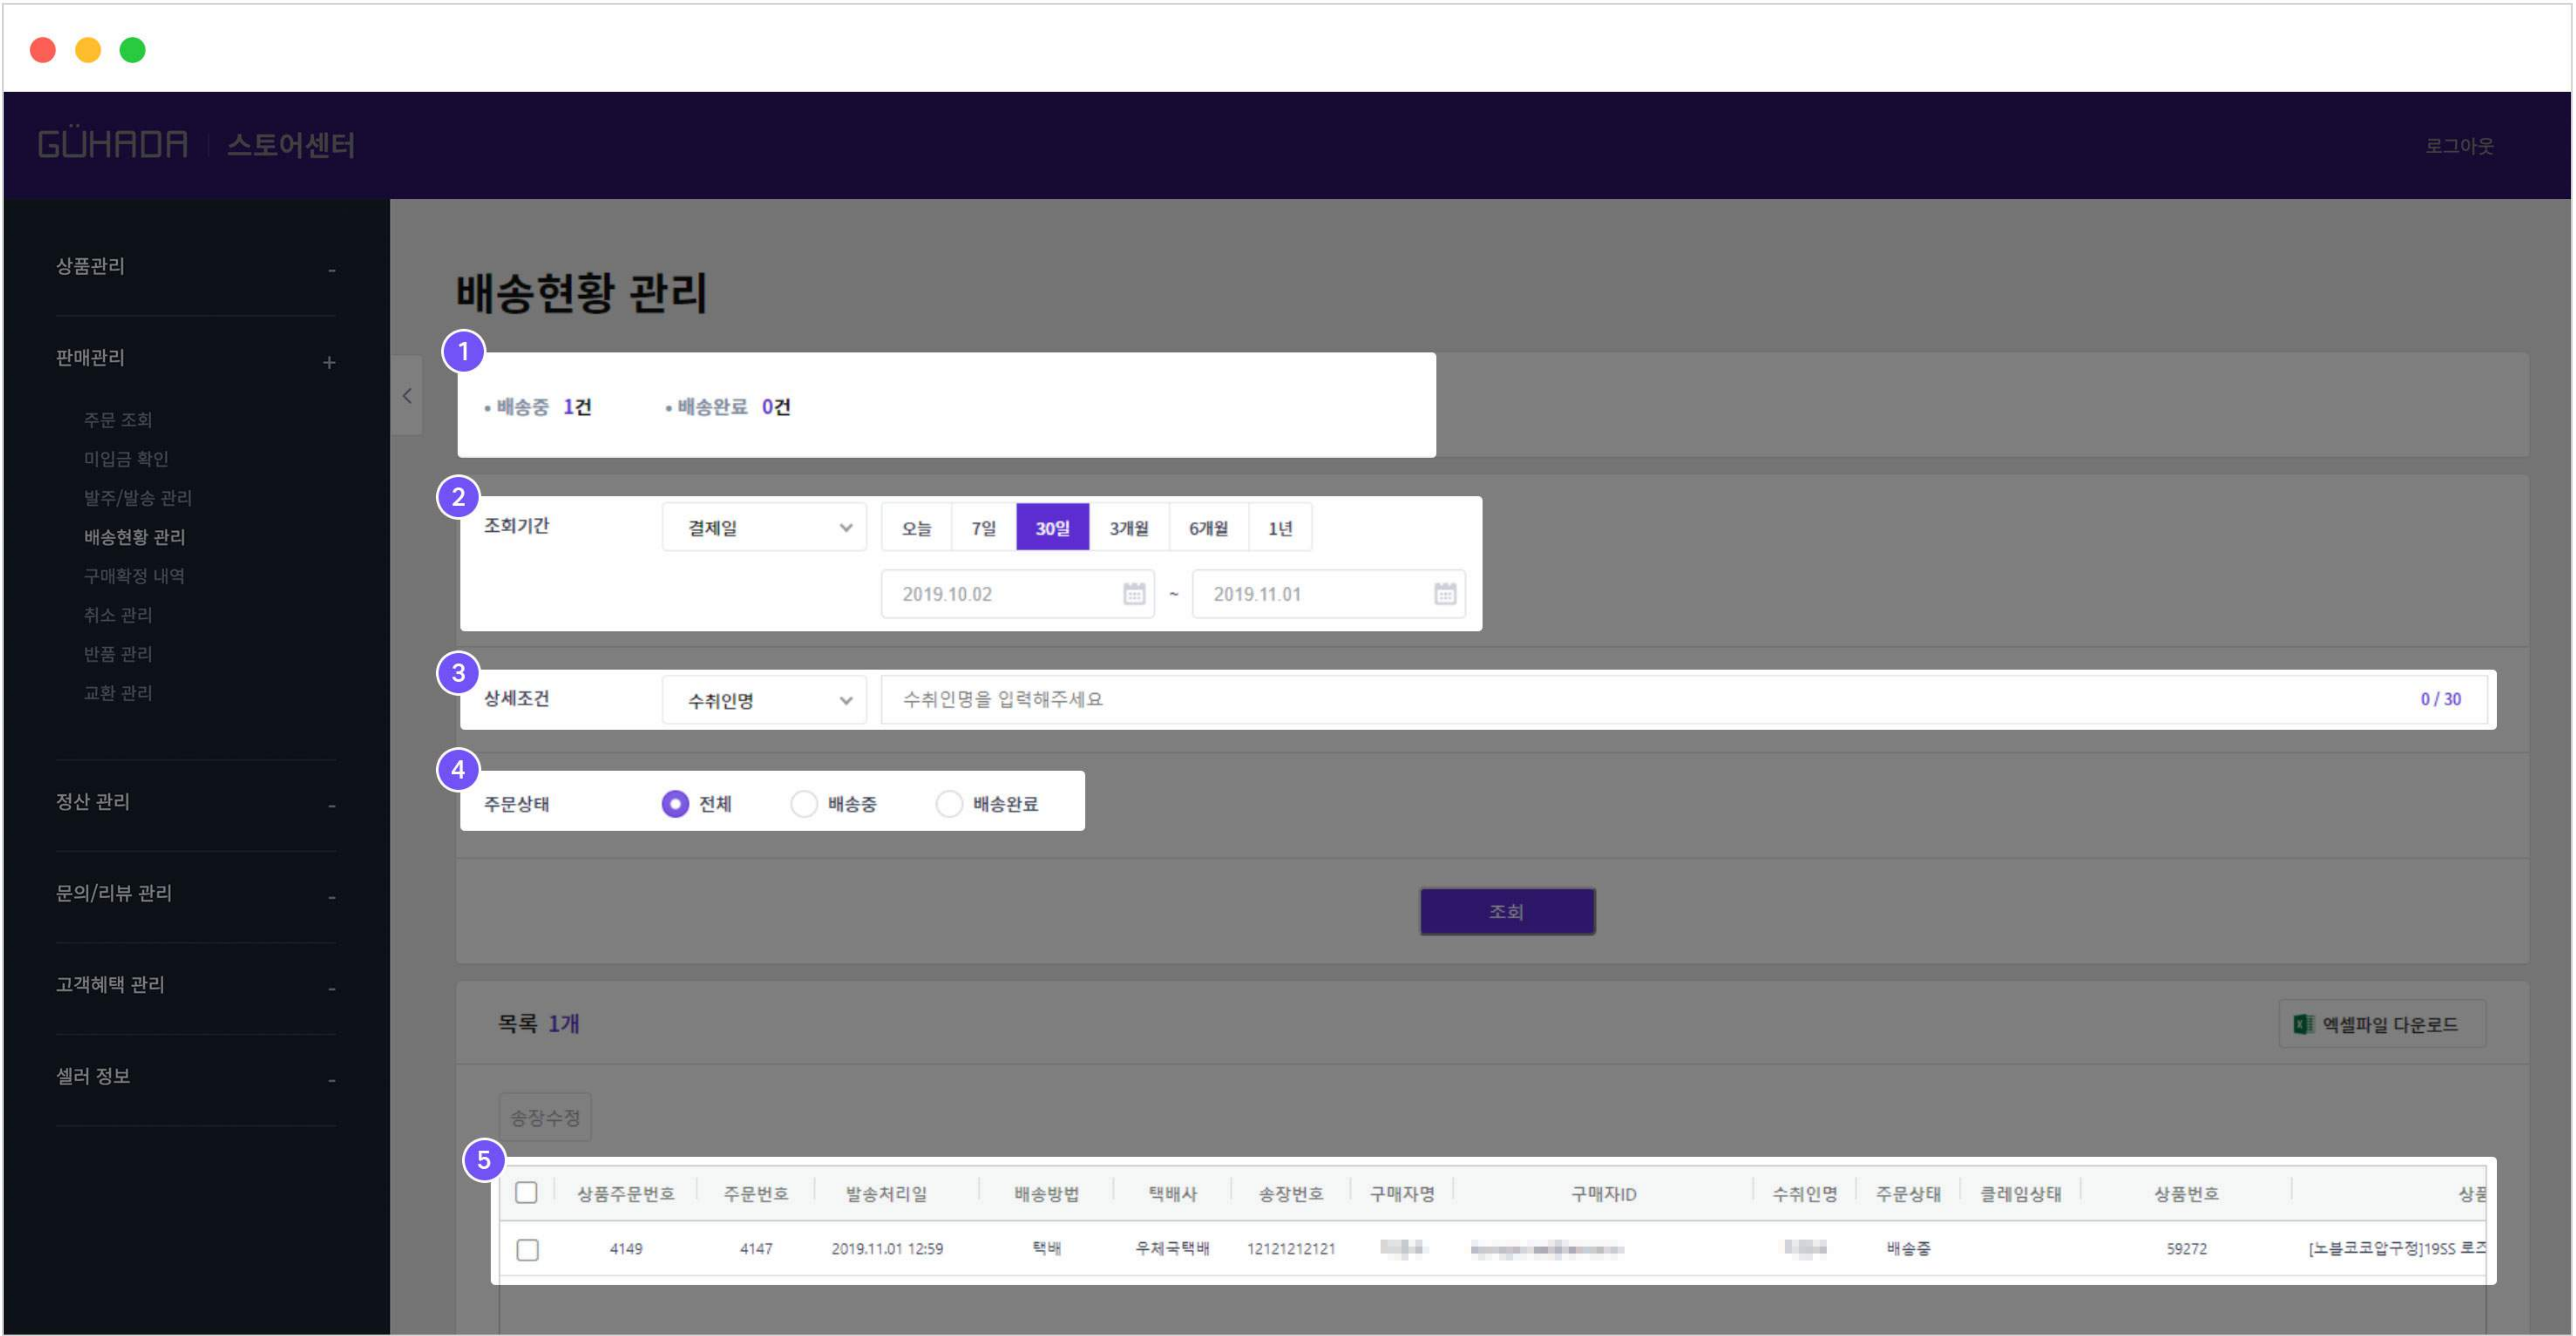 GÜHADA 스토어센터
로그아웃
상품관리 -
판매관리 +
주문 조회
미입금 확인
발주/발송 관리
배송현황 관리
구매확정 내역
취소 관리
반품 관리
교환 관리
정산 관리 -
문의/리뷰 관리 -
고객혜택 관리 -
셀러 정보 -
배송현황 관리
1
• 배송중 1건 • 배송완료 0건
2
조회기간 결제일 오늘 7일 30일 3개월 6개월 1년
2019.10.02 ~ 2019.11.01
3
상세조건 수취인명 수취인명을 입력해주세요 0 / 30
4
주문상태 전체 배송중 배송완료
조회
목록 1개 엑셀파일 다운로드
송장수정
5
상품주문번호 주문번호 발송처리일 배송방법 택배사 송장번호 구매자명 구매자ID 수취인명 주문상태 클레임상태 상품번호 상품
4149 4147 2019.11.01 12:59 택배 우체국택배 12121212121 배송중 59272 [노블코코압구정]19SS 로즈